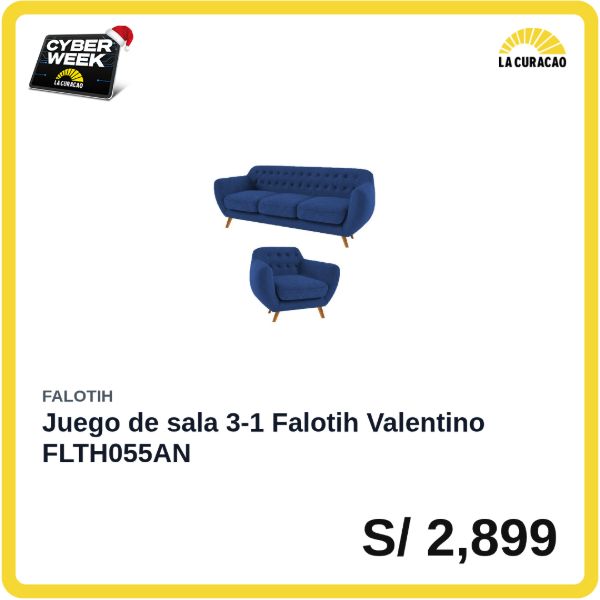 CYBER
WEEK
LA CURACAO
LA CURACAO
FALOTIH
Juego de sala 3-1 Falotih Valentino
FLTH055AN
S/ 2,899